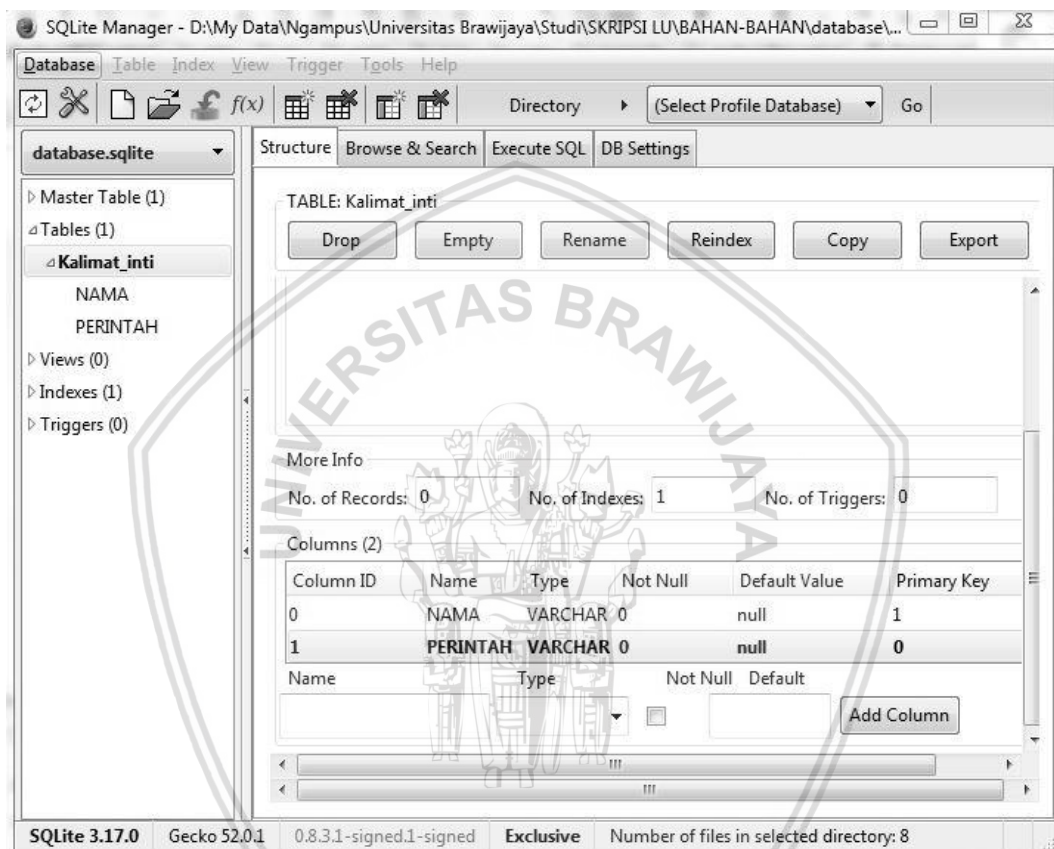 SQLite Manager - D:\My Data\Ngampus\Universitas Brawijaya\Studi\SKRIPSI LU\BAHAN-BAHAN\database\...
Database Table Index View Trigger Tools Help
f(x) Directory (Select Profile Database) Go
database.sqlite
Master Table (1)
Tables (1)
Kalimat_inti
NAMA
PERINTAH
Views (0)
Indexes (1)
Triggers (0)
Structure Browse & Search Execute SQL DB Settings
TABLE: Kalimat_inti
Drop Empty Rename Reindex Copy Export
More Info
No. of Records: 0 No. of Indexes: 1 No. of Triggers: 0
Columns (2)
Column ID Name Type Not Null Default Value Primary Key
0 NAMA VARCHAR 0 null 1
1 PERINTAH VARCHAR 0 null 0
Name Type Not Null Default
Add Column
SQLite 3.17.0 Gecko 52.0.1 0.8.3.1-signed.1-signed Exclusive Number of files in selected directory: 8
UNIVERSITAS BRAWIJAYA